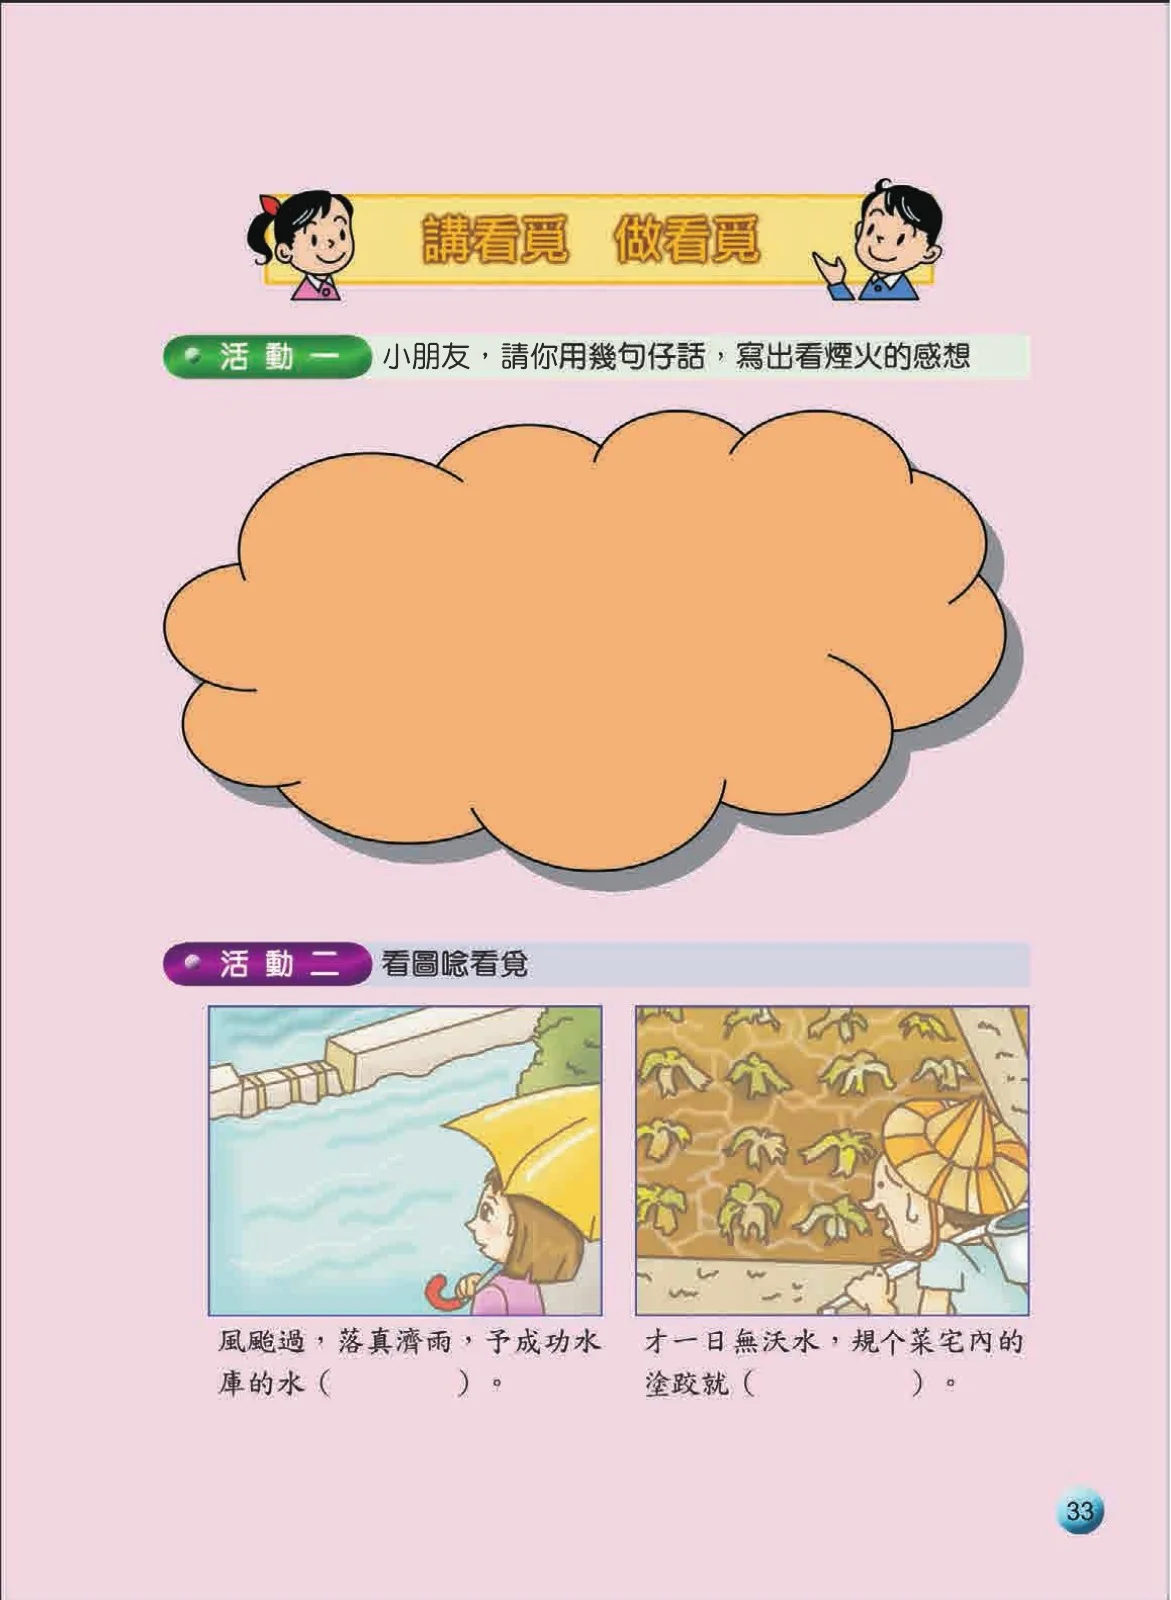 講看覓　做看覓
活動一　小朋友，請你用幾句仔話，寫出看煙火的感想
活動二　看圖唸看覓
風颱過，落真濟雨，予成功水
庫的水（　　　　）。
才一日無沃水，規个菜宅內的
塗跤就（　　　　）。
33